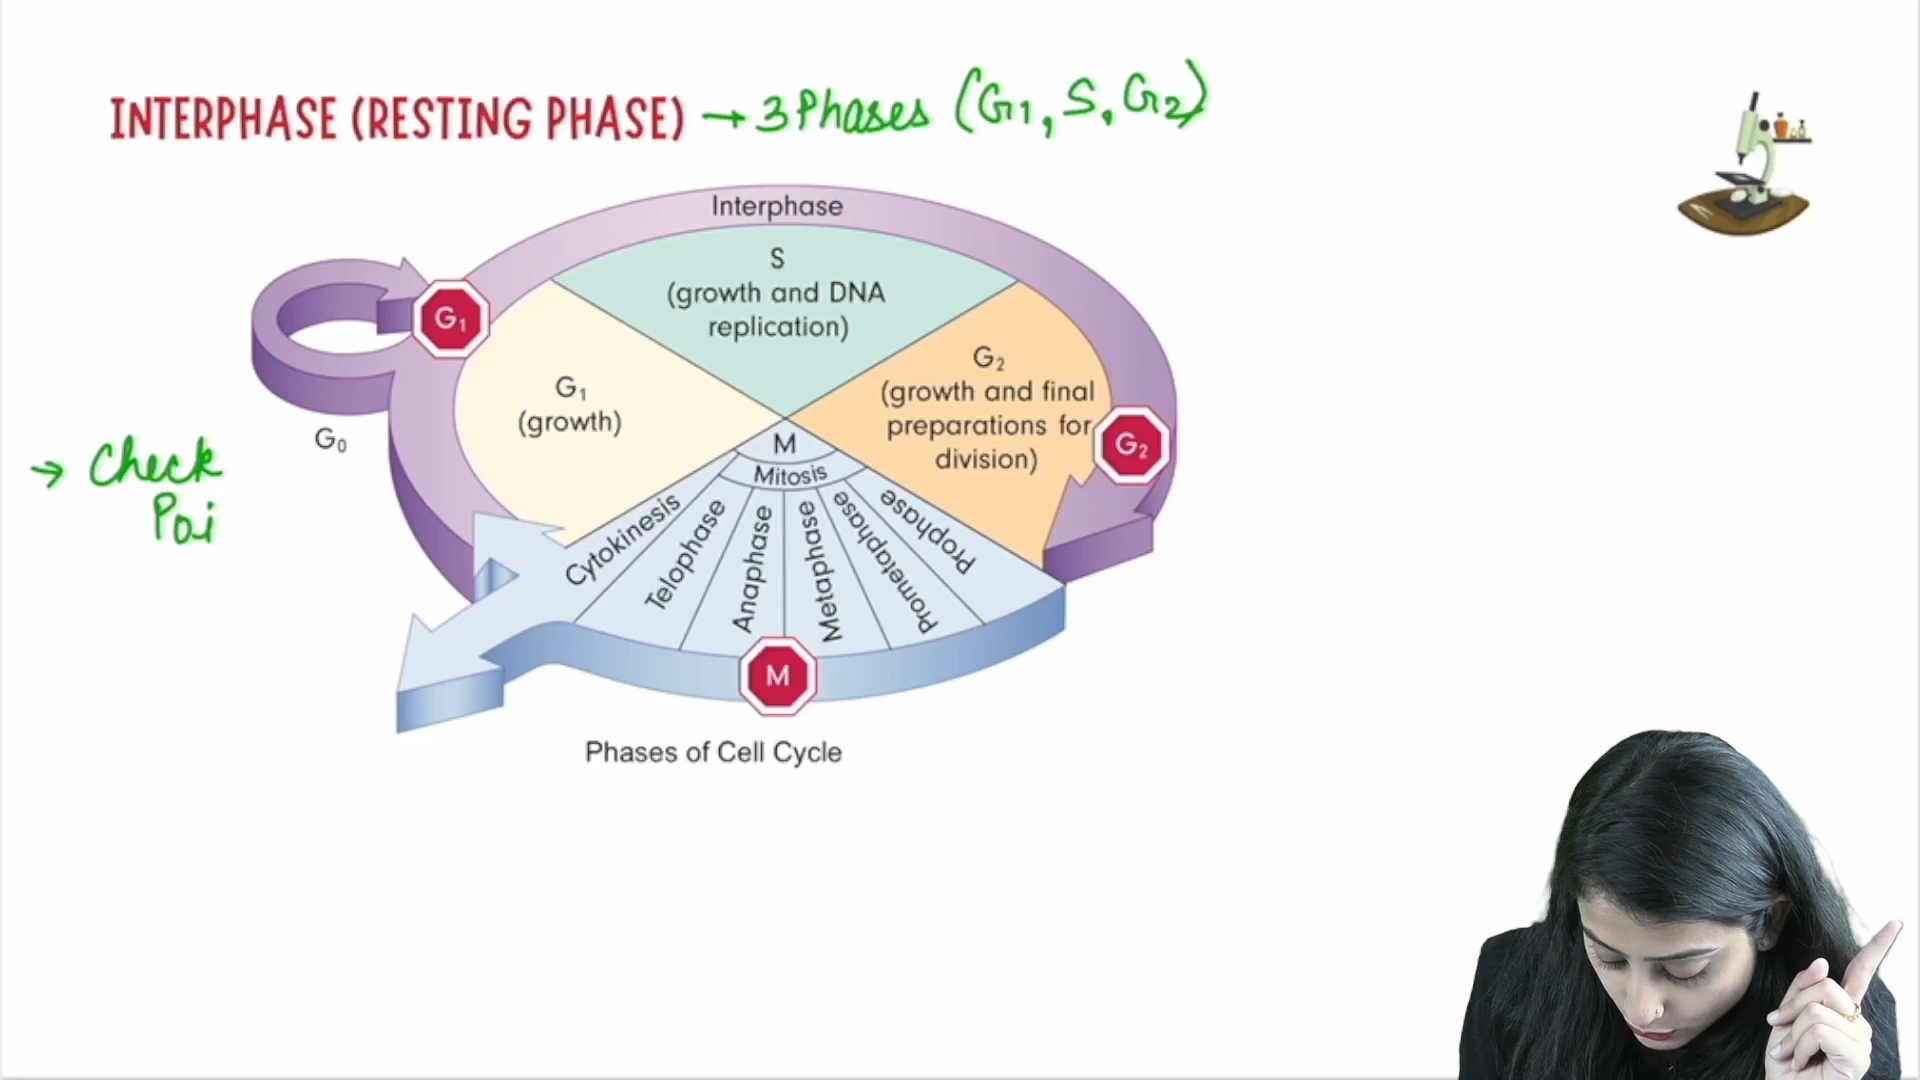 INTERPHASE (RESTING PHASE) → 3 Phases (G1, S, G2)
Interphase
S
(growth and DNA
replication)
G1
G1
(growth)
G0
G2
(growth and final
preparations for
division)
G2
→ Check
Poi
M
Mitosis
Cytokinesis
Telophase
Anaphase
Metaphase
Prometaphase
Prophase
M
Phases of Cell Cycle